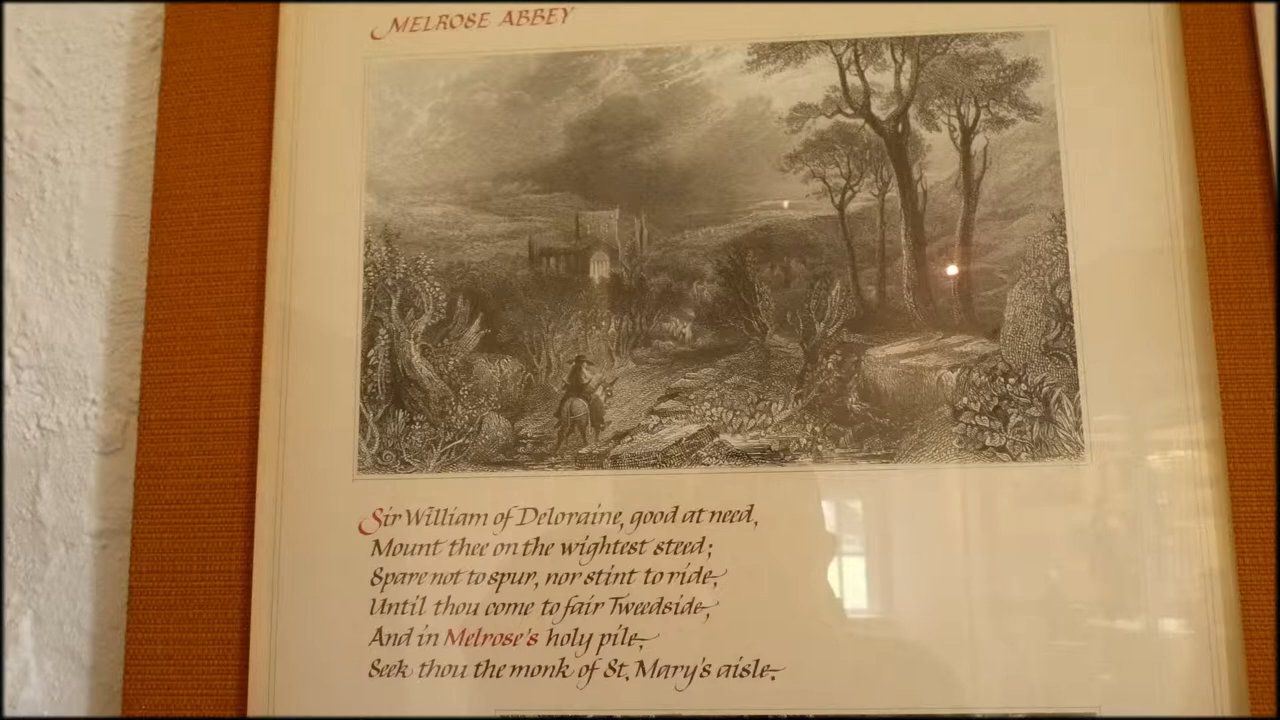 MELROSE ABBEY
Sir William of Deloraine, good at need,
Mount thee on the wightest steed;
Spare not to spur, nor stint to ride,
Until thou come to fair Tweedside,
And in Melrose's holy pile,
Seek thou the monk of St. Mary's aisle.